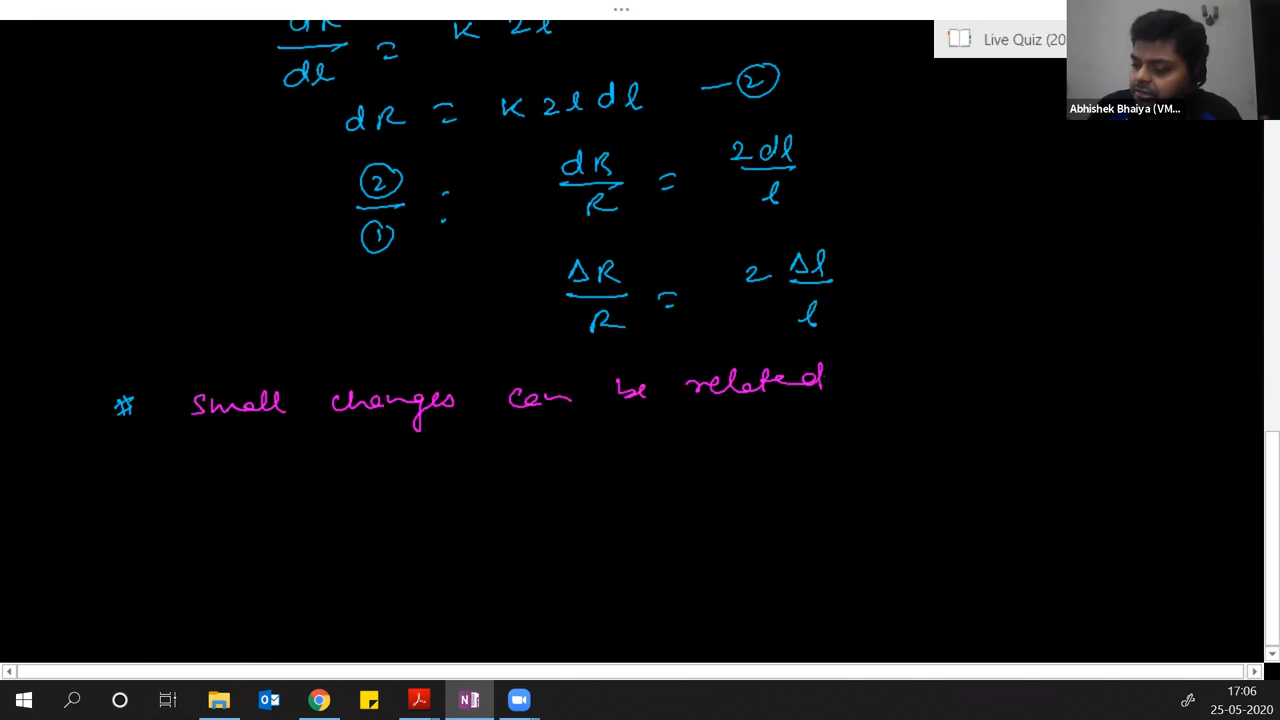 Live Quiz (20
Abhishek Bhaiya (VM...
dR/dl = K 2l
dR = K 2l dl — ②
②/① : dR/R = 2dl/l
ΔR/R = 2 Δl/l
# Small changes can be related
17:06
25-05-2020